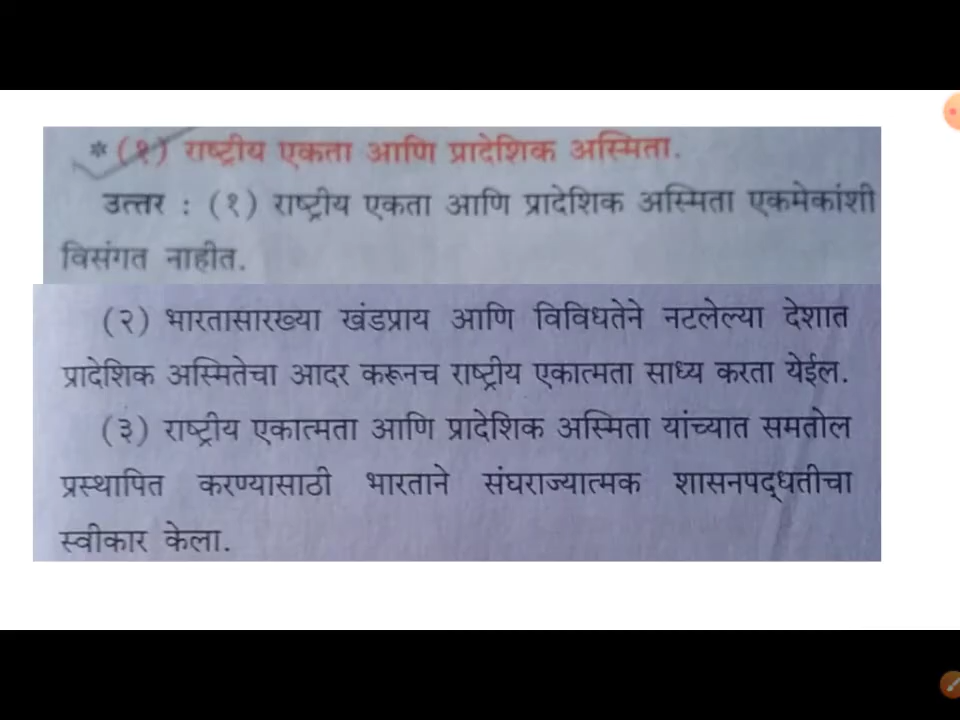 * (१) राष्ट्रीय एकता आणि प्रादेशिक अस्मिता.
उत्तर : (१) राष्ट्रीय एकता आणि प्रादेशिक अस्मिता एकमेकांशी
विसंगत नाहीत.
(२) भारतासारख्या खंडप्राय आणि विविधतेने नटलेल्या देशात
प्रादेशिक अस्मितेचा आदर करूनच राष्ट्रीय एकात्मता साध्य करता येईल.
(३) राष्ट्रीय एकात्मता आणि प्रादेशिक अस्मिता यांच्यात समतोल
प्रस्थापित करण्यासाठी भारताने संघराज्यात्मक शासनपद्धतीचा
स्वीकार केला.